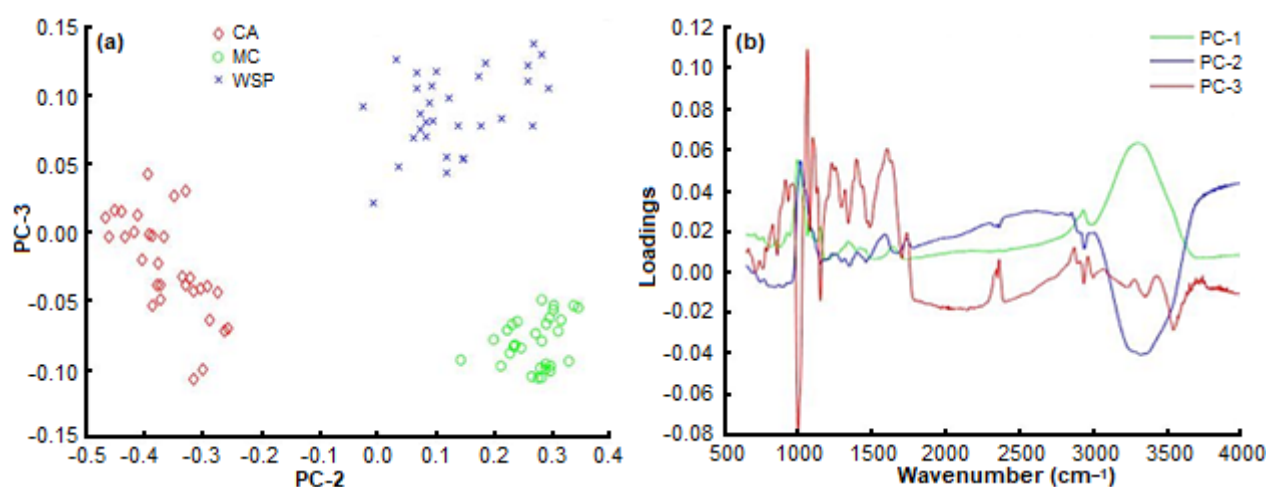 (a)
CA
MC
WSP
0.15
0.10
0.05
0.00
-0.05
-0.10
-0.15
PC-3
-0.5 -0.4 -0.3 -0.2 -0.1 0.0 0.1 0.2 0.3 0.4
PC-2
(b)
PC-1
PC-2
PC-3
0.12
0.10
0.08
0.06
0.04
0.02
0.00
-0.02
-0.04
-0.06
-0.08
Loadings
500 1000 1500 2000 2500 3000 3500 4000
Wavenumber (cm⁻¹)